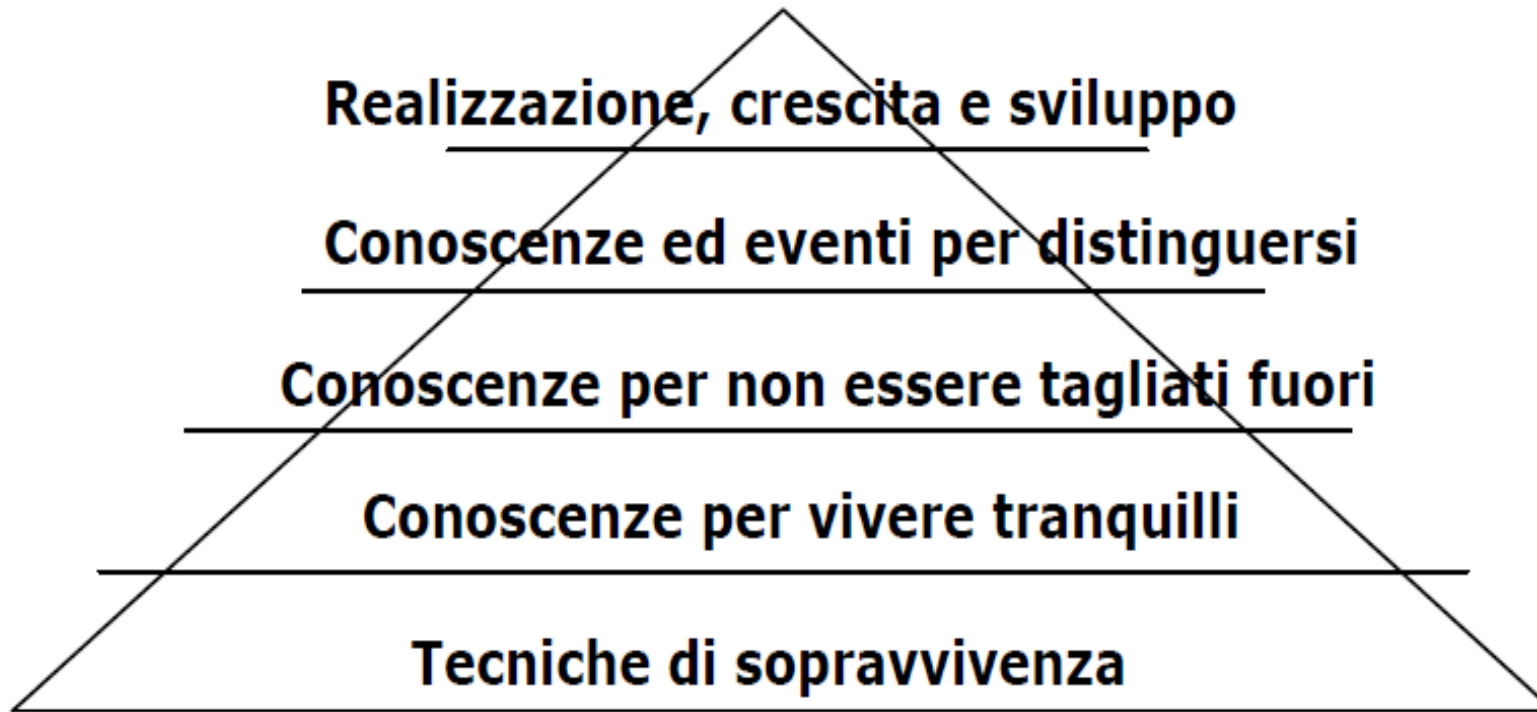 Realizzazione, crescita e sviluppo
Conoscenze ed eventi per distinguersi
Conoscenze per non essere tagliati fuori
Conoscenze per vivere tranquilli
Tecniche di sopravvivenza